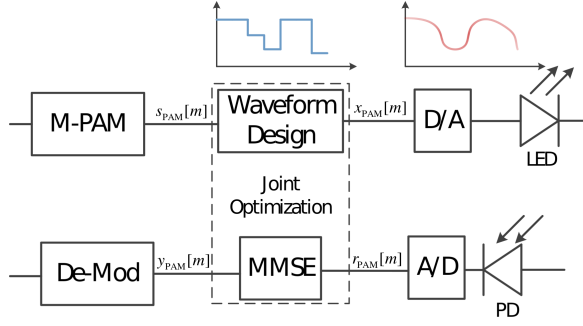 M-PAM
s_PAM[m]
Waveform
Design
x_PAM[m]
D/A
LED
Joint
Optimization
De-Mod
y_PAM[m]
MMSE
r_PAM[m]
A/D
PD